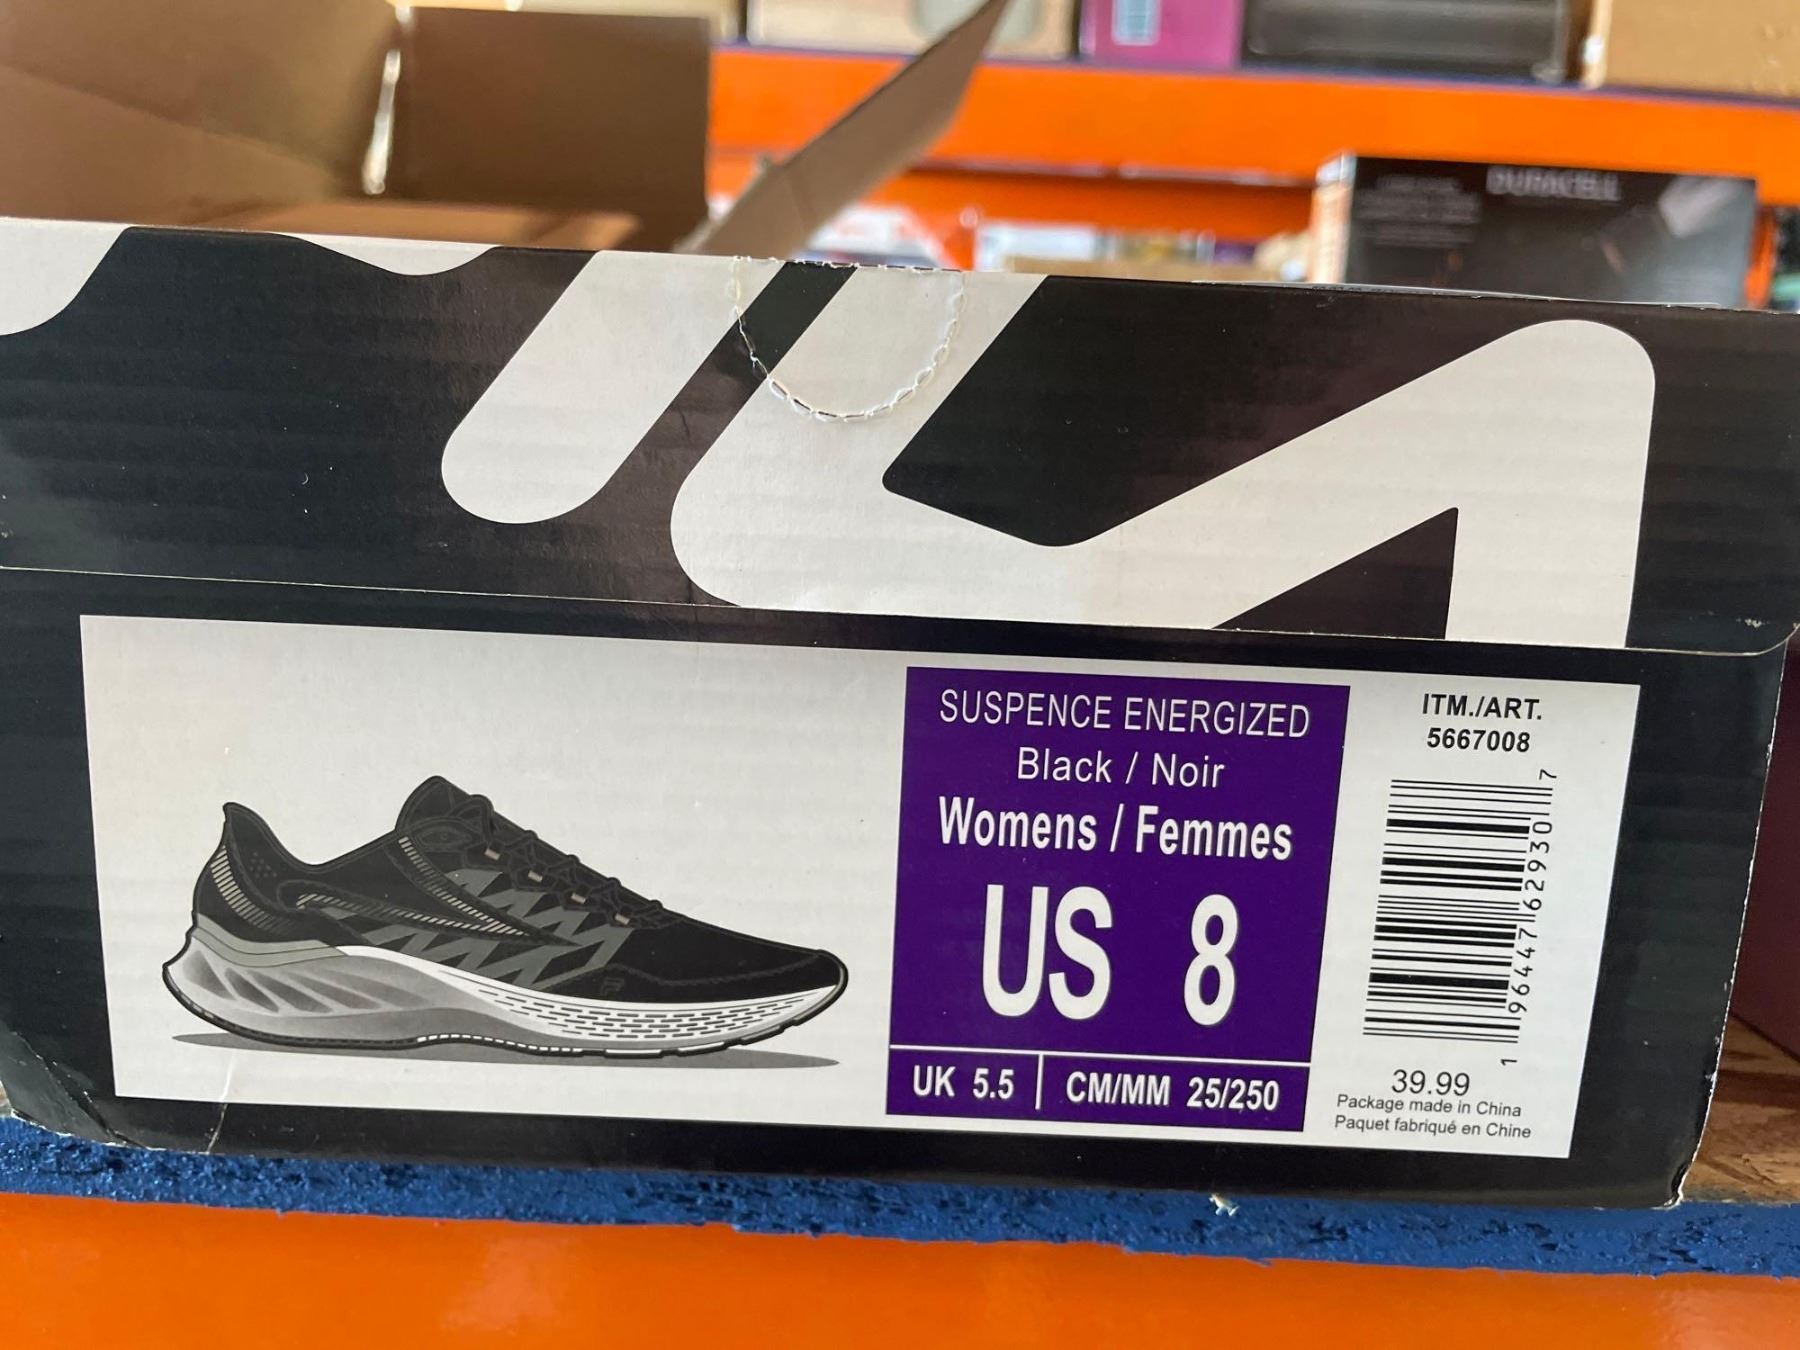 DURACELL
FILA
SUSPENCE ENERGIZED
Black / Noir
Womens / Femmes
US 8
UK 5.5
CM/MM 25/250
ITM./ART.
5667008
1 96447 62930 7
39.99
Package made in China
Paquet fabriqué en Chine